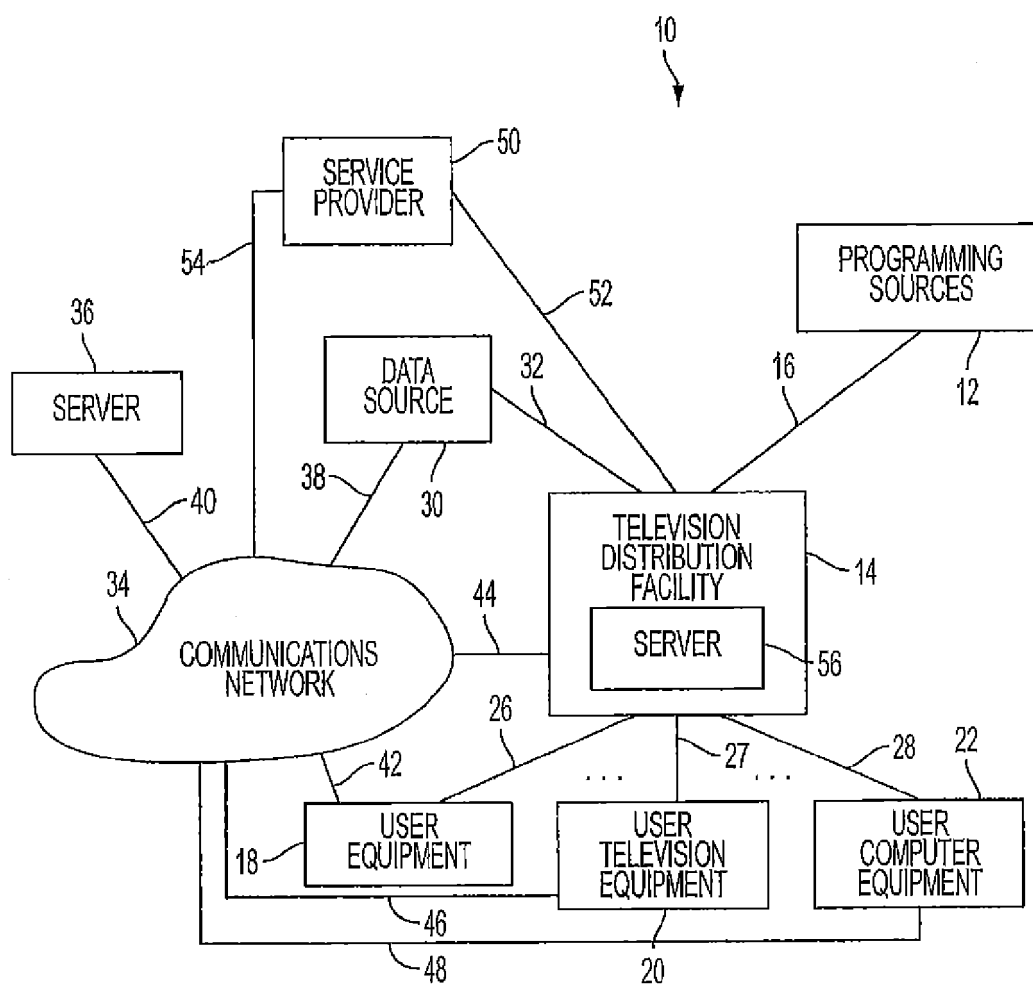 10
SERVICE
PROVIDER
50
54
52
PROGRAMMING
SOURCES
36
SERVER
DATA
SOURCE
32
16
12
40
38
30
TELEVISION
DISTRIBUTION
FACILITY
14
34
44
SERVER
56
COMMUNICATIONS
NETWORK
26
27
28
22
42
. . .
. . .
18
USER
EQUIPMENT
USER
TELEVISION
EQUIPMENT
USER
COMPUTER
EQUIPMENT
46
48
20